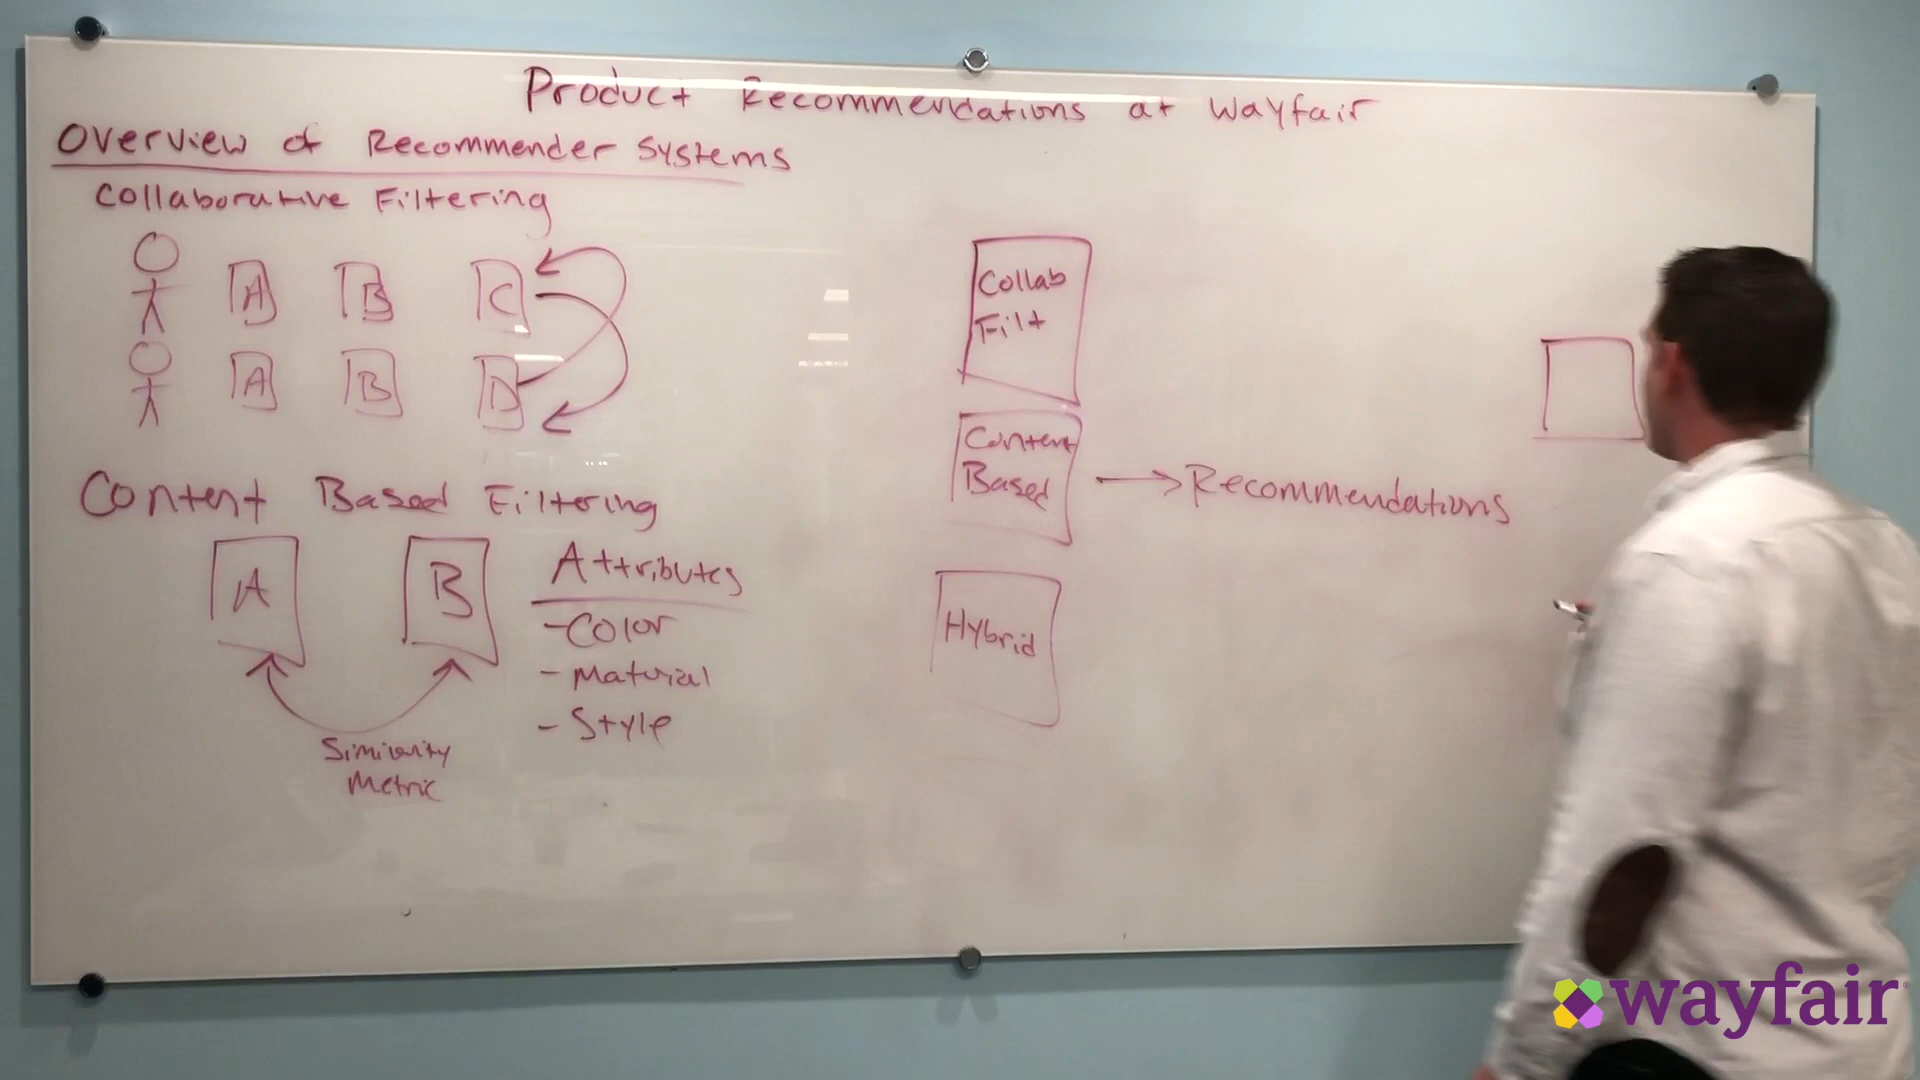 Product Recommendations at Wayfair
Overview of Recommender Systems
Collaborative Filtering
A B C
A B D
Content Based Filtering
A B
Attributes
- Color
- Material
- Style
Similarity
Metric
Collab
Filt
Content
Based
→ Recommendations
Hybrid
wayfair